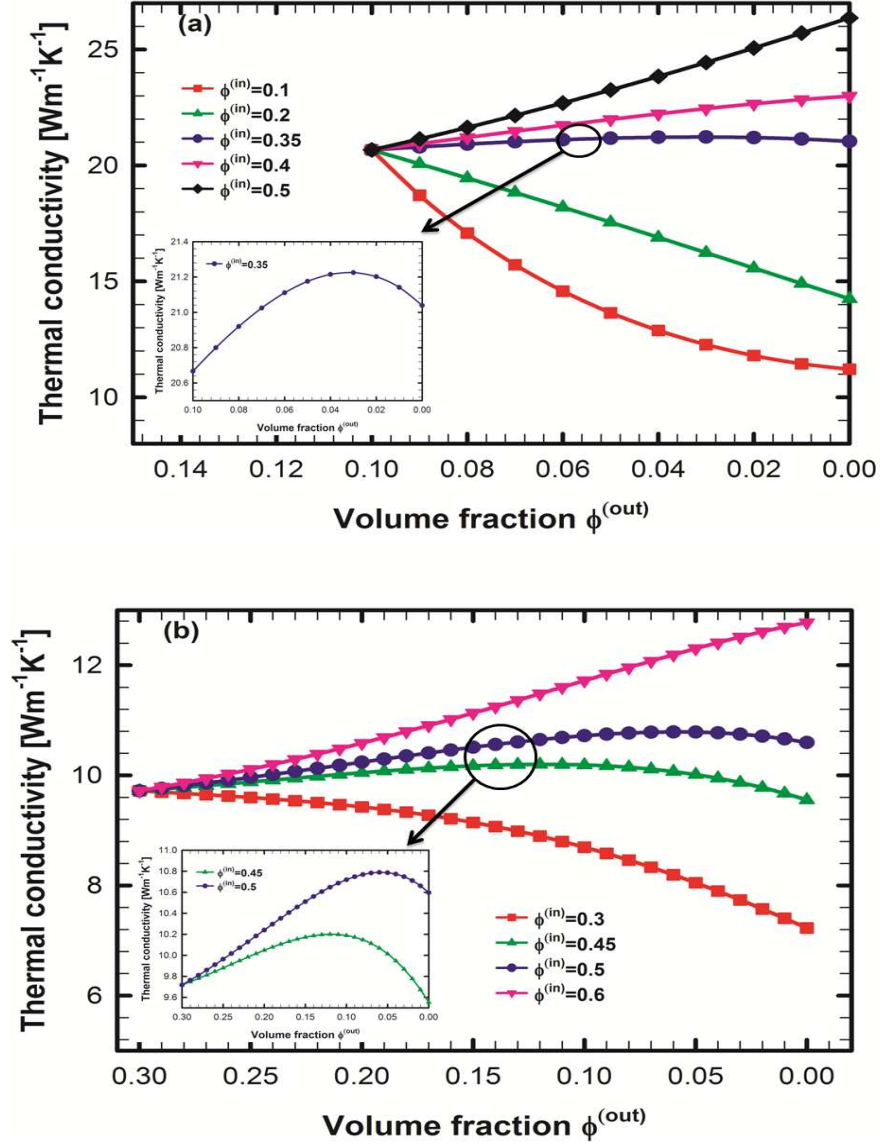 (a)
Thermal conductivity [Wm⁻¹K⁻¹]
25
20
15
10
ϕ⁽ⁱⁿ⁾=0.1
ϕ⁽ⁱⁿ⁾=0.2
ϕ⁽ⁱⁿ⁾=0.35
ϕ⁽ⁱⁿ⁾=0.4
ϕ⁽ⁱⁿ⁾=0.5
Thermal conductivity [Wm⁻¹K⁻¹]
21.4
21.2
21.0
20.8
20.6
ϕ⁽ⁱⁿ⁾=0.35
0.10 0.08 0.06 0.04 0.02 0.00
Volume fraction ϕ⁽ᵒᵘᵗ⁾
0.14 0.12 0.10 0.08 0.06 0.04 0.02 0.00
Volume fraction ϕ⁽ᵒᵘᵗ⁾
(b)
Thermal conductivity [Wm⁻¹K⁻¹]
12
10
8
6
Thermal conductivity [Wm⁻¹K⁻¹]
11.0
10.8
10.6
10.4
10.2
10.0
9.8
9.6
ϕ⁽ⁱⁿ⁾=0.45
ϕ⁽ⁱⁿ⁾=0.5
0.30 0.25 0.20 0.15 0.10 0.05 0.00
Volume fraction ϕ⁽ᵒᵘᵗ⁾
ϕ⁽ⁱⁿ⁾=0.3
ϕ⁽ⁱⁿ⁾=0.45
ϕ⁽ⁱⁿ⁾=0.5
ϕ⁽ⁱⁿ⁾=0.6
0.30 0.25 0.20 0.15 0.10 0.05 0.00
Volume fraction ϕ⁽ᵒᵘᵗ⁾